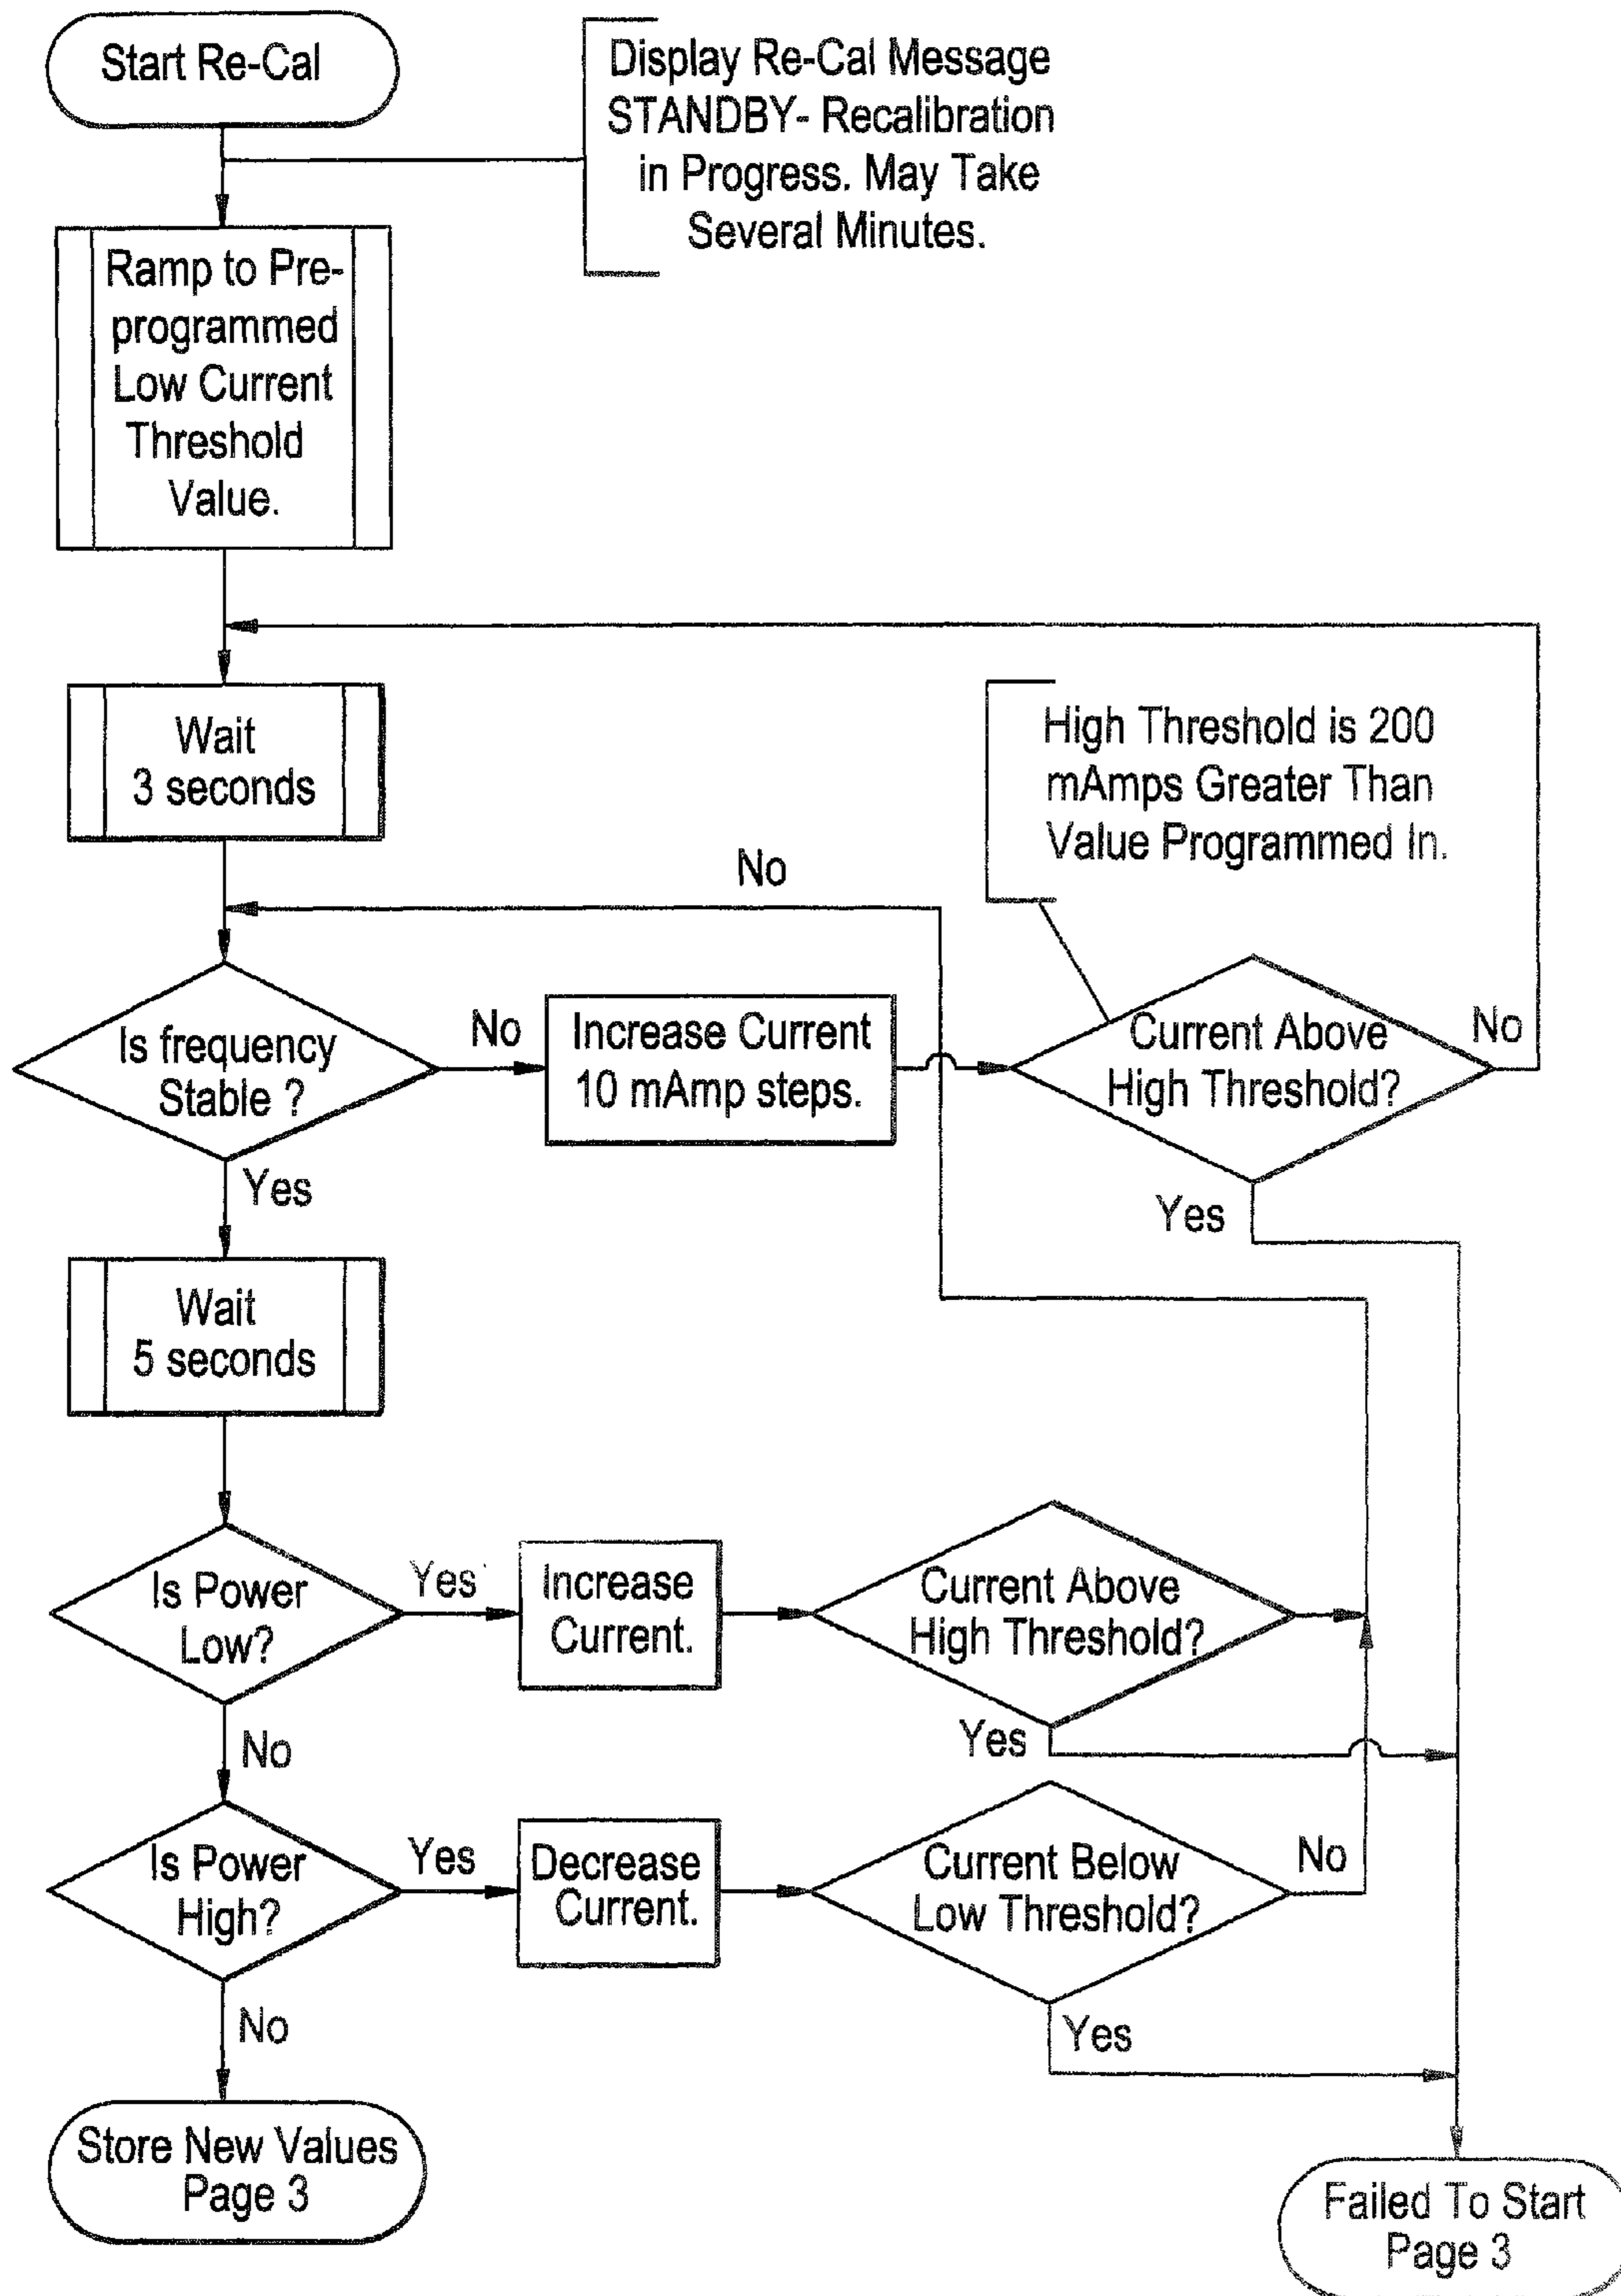 Start Re-Cal
Display Re-Cal Message
STANDBY- Recalibration
in Progress. May Take
Several Minutes.
Ramp to Pre-
programmed
Low Current
Threshold
Value.
Wait
3 seconds
High Threshold is 200
mAmps Greater Than
Value Programmed In.
No
Is frequency
Stable ?
No
Increase Current
10 mAmp steps.
Current Above
High Threshold?
No
Yes
Yes
Wait
5 seconds
Is Power
Low?
Yes
Increase
Current.
Current Above
High Threshold?
Yes
No
Is Power
High?
Yes
Decrease
Current.
Current Below
Low Threshold?
No
Yes
No
Store New Values
Page 3
Failed To Start
Page 3